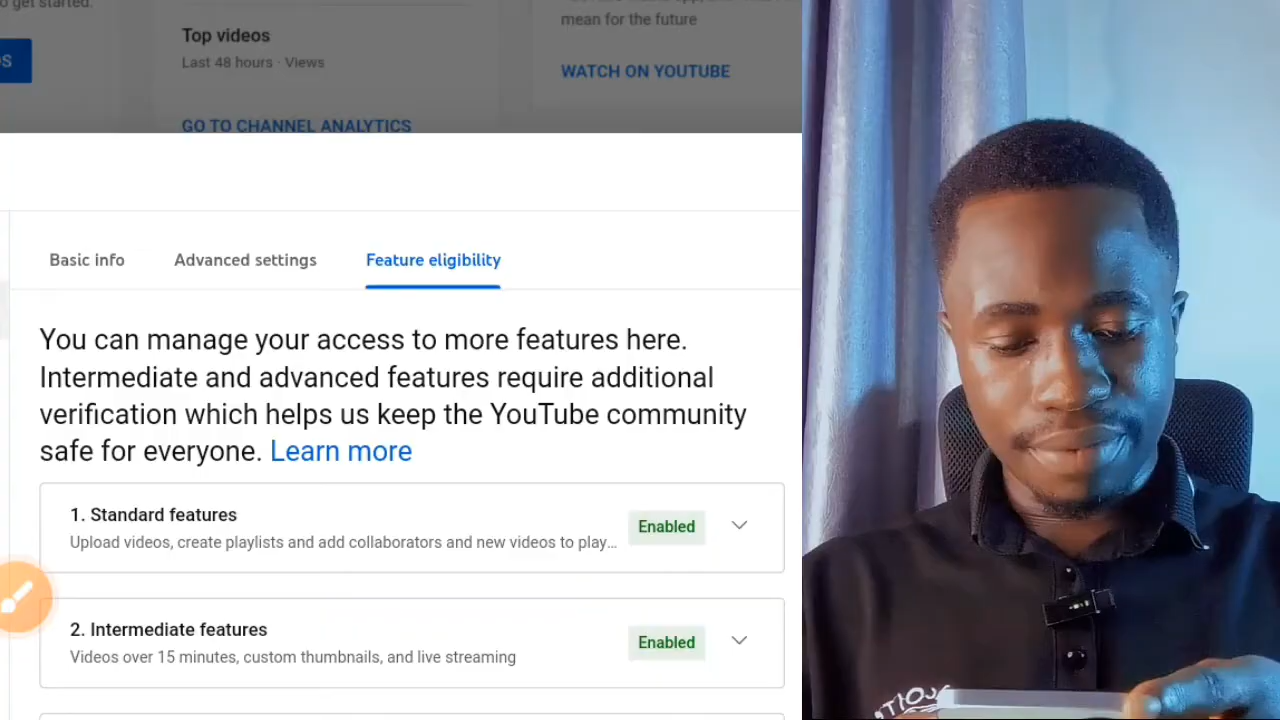 o get started.
mean for the future
Top videos
Last 48 hours · Views
S
WATCH ON YOUTUBE
GO TO CHANNEL ANALYTICS
Basic info
Advanced settings
Feature eligibility
You can manage your access to more features here.
Intermediate and advanced features require additional
verification which helps us keep the YouTube community
safe for everyone. Learn more
1. Standard features
Enabled
Upload videos, create playlists and add collaborators and new videos to play...
2. Intermediate features
Enabled
Videos over 15 minutes, custom thumbnails, and live streaming